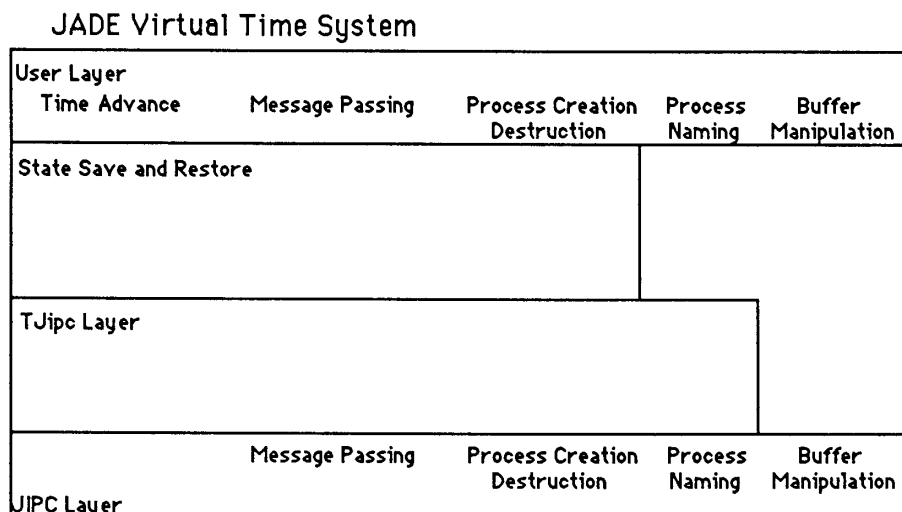 JADE Virtual Time System
User Layer
Time Advance Message Passing Process Creation Process Buffer
Destruction Naming Manipulation
State Save and Restore
TJipc Layer
Message Passing Process Creation Process Buffer
Destruction Naming Manipulation
JIPC Layer